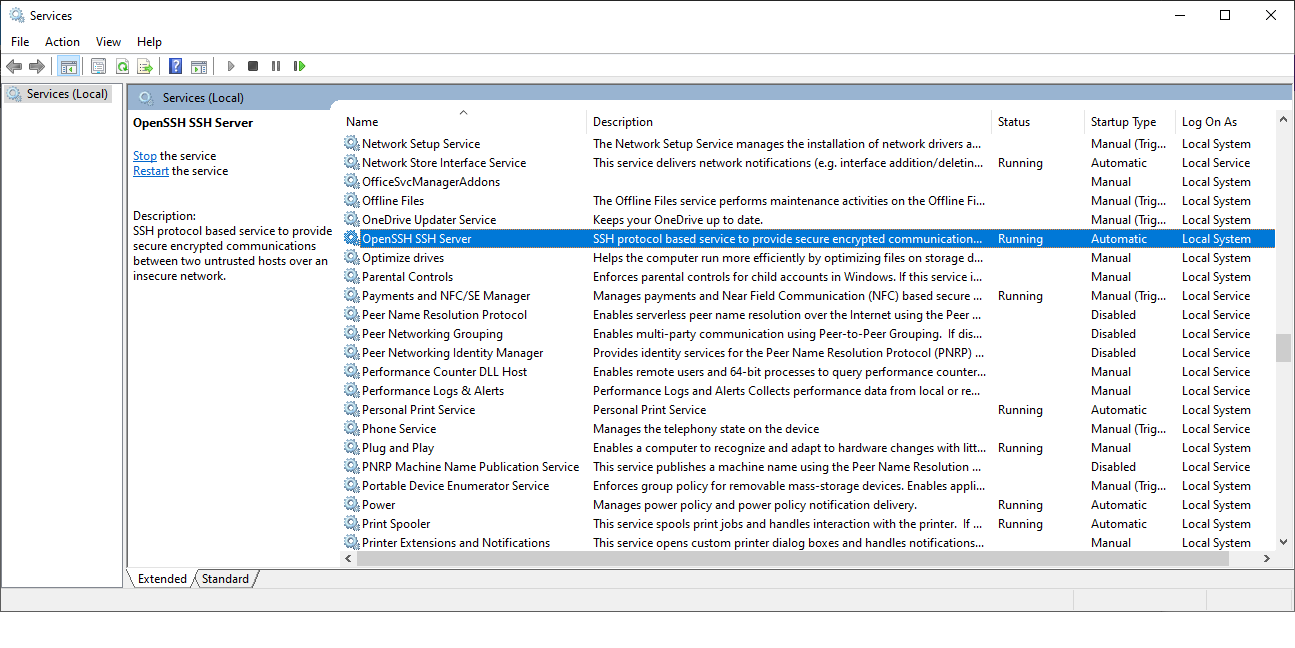 Services
File Action View Help
Services (Local)
Services (Local)
OpenSSH SSH Server
Stop the service
Restart the service
Description:
SSH protocol based service to provide
secure encrypted communications
between two untrusted hosts over an
insecure network.
Name Description Status Startup Type Log On As
Network Setup Service The Network Setup Service manages the installation of network drivers a... Manual (Trig... Local System
Network Store Interface Service This service delivers network notifications (e.g. interface addition/deletin... Running Automatic Local Service
OfficeSvcManagerAddons Manual Local System
Offline Files The Offline Files service performs maintenance activities on the Offline Fi... Manual (Trig... Local System
OneDrive Updater Service Keeps your OneDrive up to date. Manual (Trig... Local System
OpenSSH SSH Server SSH protocol based service to provide secure encrypted communication... Running Automatic Local System
Optimize drives Helps the computer run more efficiently by optimizing files on storage d... Manual Local System
Parental Controls Enforces parental controls for child accounts in Windows. If this service i... Manual Local System
Payments and NFC/SE Manager Manages payments and Near Field Communication (NFC) based secure ... Running Manual (Trig... Local Service
Peer Name Resolution Protocol Enables serverless peer name resolution over the Internet using the Peer ... Disabled Local Service
Peer Networking Grouping Enables multi-party communication using Peer-to-Peer Grouping. If dis... Disabled Local Service
Peer Networking Identity Manager Provides identity services for the Peer Name Resolution Protocol (PNRP) ... Disabled Local Service
Performance Counter DLL Host Enables remote users and 64-bit processes to query performance counter... Manual Local Service
Performance Logs & Alerts Performance Logs and Alerts Collects performance data from local or re... Manual Local Service
Personal Print Service Personal Print Service Running Automatic Local System
Phone Service Manages the telephony state on the device Manual (Trig... Local Service
Plug and Play Enables a computer to recognize and adapt to hardware changes with litt... Running Manual Local System
PNRP Machine Name Publication Service This service publishes a machine name using the Peer Name Resolution ... Disabled Local Service
Portable Device Enumerator Service Enforces group policy for removable mass-storage devices. Enables appli... Manual (Trig... Local System
Power Manages power policy and power policy notification delivery. Running Automatic Local System
Print Spooler This service spools print jobs and handles interaction with the printer. If ... Running Automatic Local System
Printer Extensions and Notifications This service opens custom printer dialog boxes and handles notifications... Manual Local System
Extended Standard